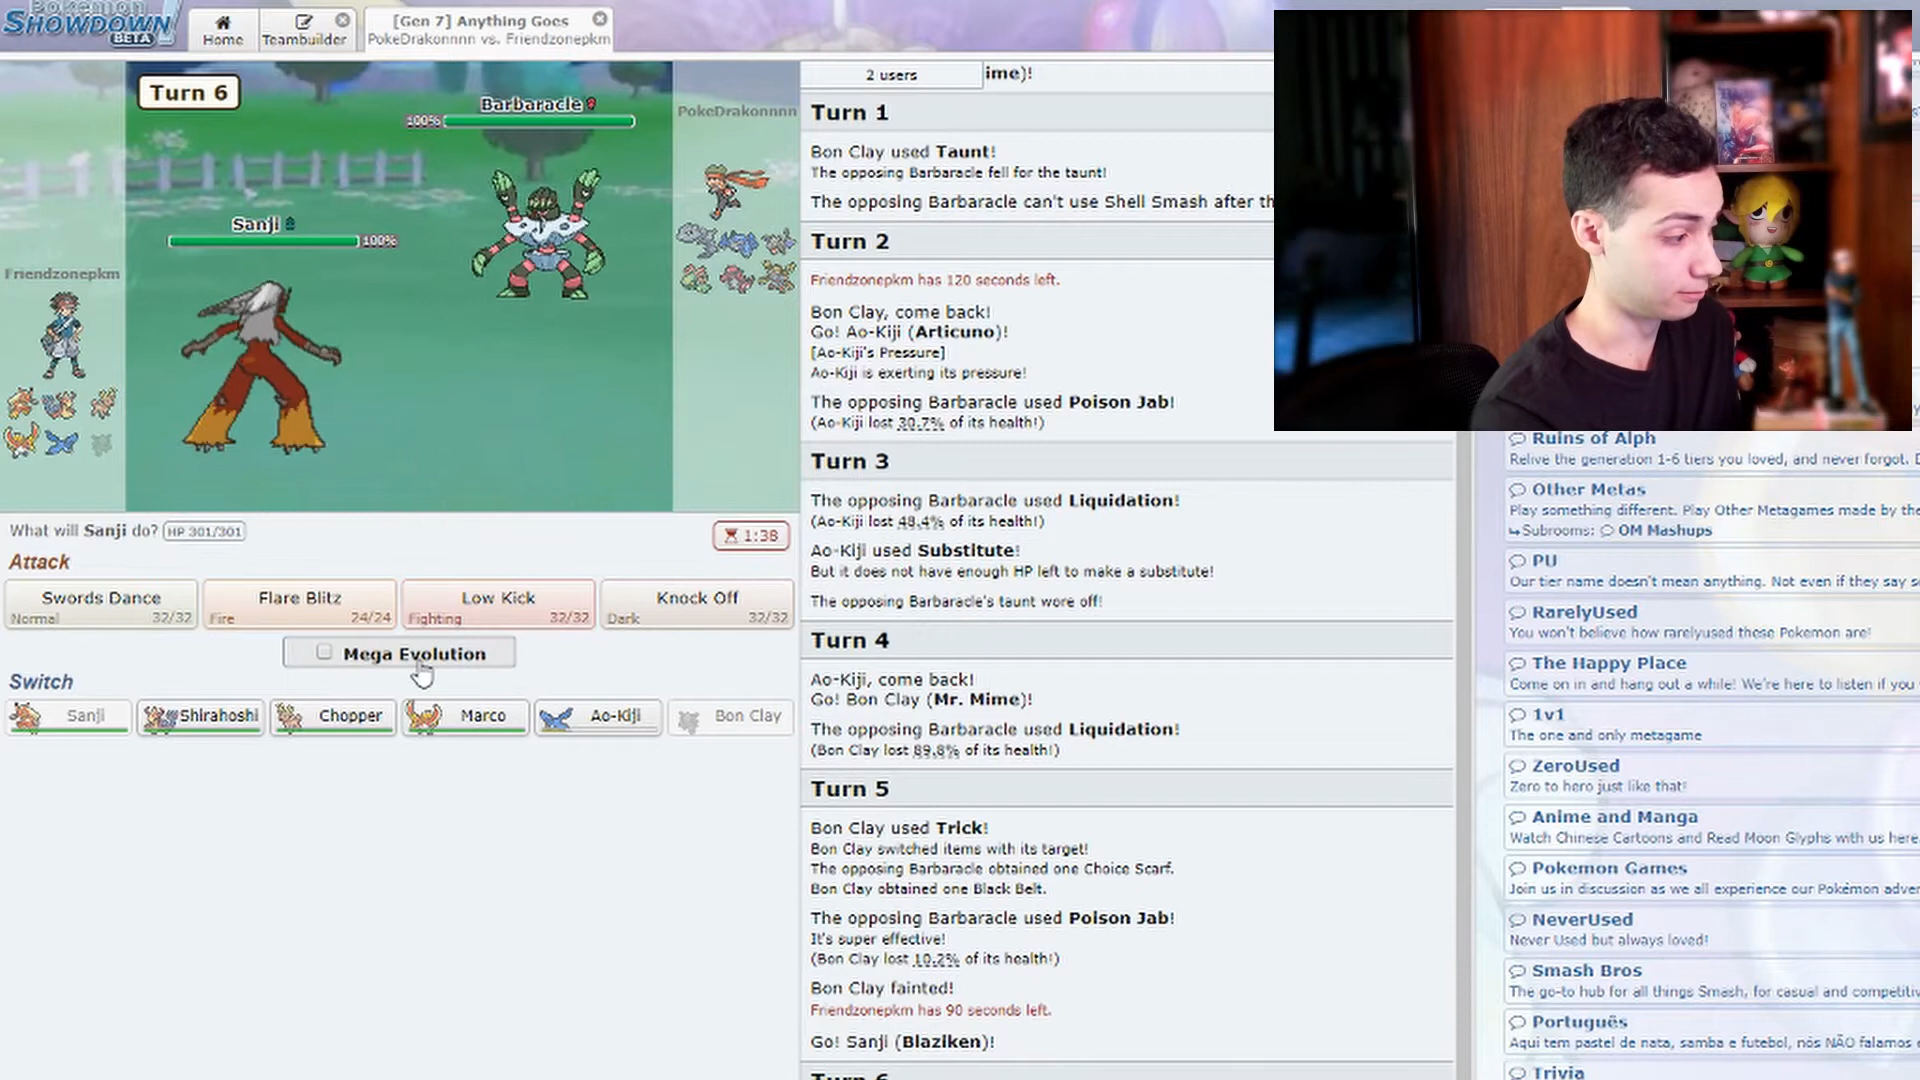 Pokémon
SHOWDOWN!
BETA
Home
Teambuilder
[Gen 7] Anything Goes
PokeDrakonnnn vs. Friendzonepkm
Turn 6
Barbaracle
100%
PokeDrakonnnn
Sanji
100%
Friendzonepkm
What will Sanji do? HP 301/301
1:38
Attack
Swords Dance
Normal 32/32
Flare Blitz
Fire 24/24
Low Kick
Fighting 32/32
Knock Off
Dark 32/32
Mega Evolution
Switch
Sanji
Shirahoshi
Chopper
Marco
Ao-Kiji
Bon Clay
2 users
ime)!
Turn 1
Bon Clay used Taunt!
The opposing Barbaracle fell for the taunt!
The opposing Barbaracle can't use Shell Smash after th
Turn 2
Friendzonepkm has 120 seconds left.
Bon Clay, come back!
Go! Ao-Kiji (Articuno)!
[Ao-Kiji's Pressure]
Ao-Kiji is exerting its pressure!
The opposing Barbaracle used Poison Jab!
(Ao-Kiji lost 30.7% of its health!)
Turn 3
The opposing Barbaracle used Liquidation!
(Ao-Kiji lost 48.4% of its health!)
Ao-Kiji used Substitute!
But it does not have enough HP left to make a substitute!
The opposing Barbaracle's taunt wore off!
Turn 4
Ao-Kiji, come back!
Go! Bon Clay (Mr. Mime)!
The opposing Barbaracle used Liquidation!
(Bon Clay lost 89.8% of its health!)
Turn 5
Bon Clay used Trick!
Bon Clay switched items with its target!
The opposing Barbaracle obtained one Choice Scarf.
Bon Clay obtained one Black Belt.
The opposing Barbaracle used Poison Jab!
It's super effective!
(Bon Clay lost 10.2% of its health!)
Bon Clay fainted!
Friendzonepkm has 90 seconds left.
Go! Sanji (Blaziken)!
Turn 6
Ruins of Alph
Relive the generation 1-6 tiers you loved, and never forgot. D
Other Metas
Play something different. Play Other Metagames made by the
Subrooms: OM Mashups
PU
Our tier name doesn't mean anything. Not even if they say s
RarelyUsed
You won't believe how rarelyused these Pokemon are!
The Happy Place
Come on in and hang out a while! We're here to listen if you
1v1
The one and only metagame
ZeroUsed
Zero to hero just like that!
Anime and Manga
Watch Chinese Cartoons and Read Moon Glyphs with us here.
Pokemon Games
Join us in discussion as we all experience our Pokémon adver
NeverUsed
Never Used but always loved!
Smash Bros
The go-to hub for all things Smash, for casual and competitiv
Português
Aqui tem pastel de nata, samba e futebol, nós NÃO falamos e
Trivia